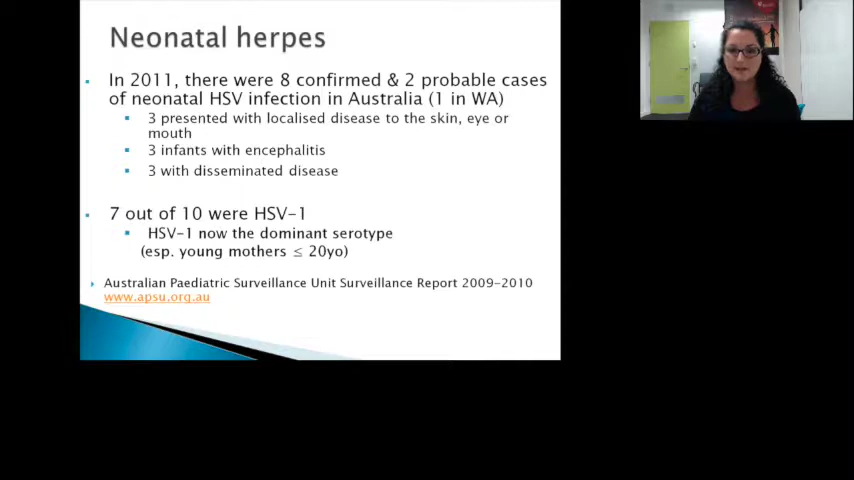 Neonatal herpes
In 2011, there were 8 confirmed & 2 probable cases
of neonatal HSV infection in Australia (1 in WA)
3 presented with localised disease to the skin, eye or
mouth
3 infants with encephalitis
3 with disseminated disease
7 out of 10 were HSV-1
HSV-1 now the dominant serotype
(esp. young mothers ≤ 20yo)
Australian Paediatric Surveillance Unit Surveillance Report 2009-2010
www.apsu.org.au